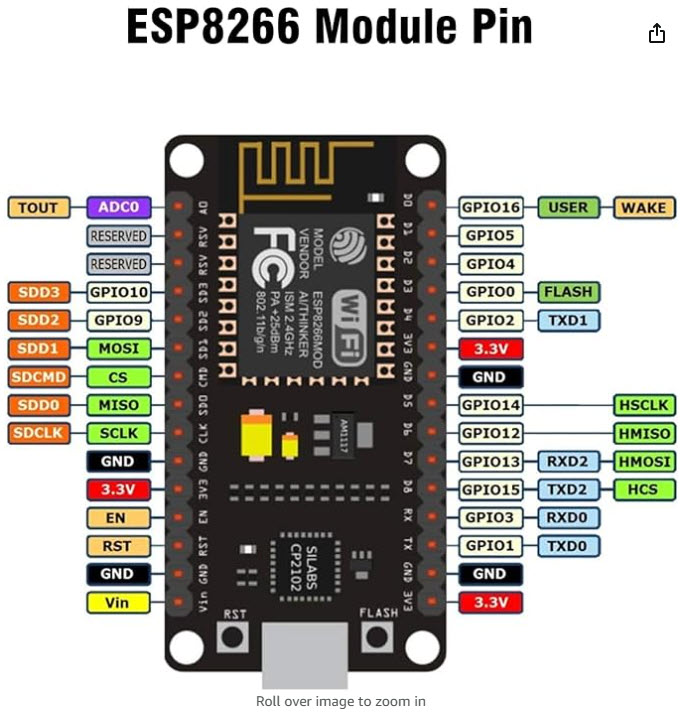 ESP8266 Module Pin
TOUT ADC0 A0 D0 GPIO16 USER WAKE
RESERVED RSV D1 GPIO5
RESERVED RSV D2 GPIO4
SDD3 GPIO10 SD3 D3 GPIO0 FLASH
SDD2 GPIO9 SD2 D4 GPIO2 TXD1
SDD1 MOSI SD1 3V3 3.3V
SDCMD CS CMD GND GND
SDD0 MISO SD0 D5 GPIO14 HSCLK
SDCLK SCLK CLK D6 GPIO12 HMISO
GND GND D7 GPIO13 RXD2 HMOSI
3.3V 3V3 D8 GPIO15 TXD2 HCS
EN EN RX GPIO3 RXD0
RST RST TX GPIO1 TXD0
GND GND GND GND
Vin Vin 3V3 3.3V
MODEL ESP8266MOD
VENDOR AI/THINKER
ISM 2.4GHz
PA +25dBm
802.11b/g/n
FC
WiFi
AM1117
SILABS
CP2102
RST
FLASH
Roll over image to zoom in